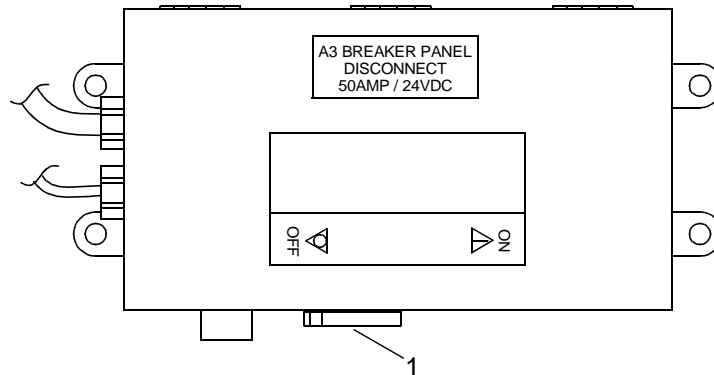 A3 BREAKER PANEL
DISCONNECT
50AMP / 24VDC
OFF
ON
1